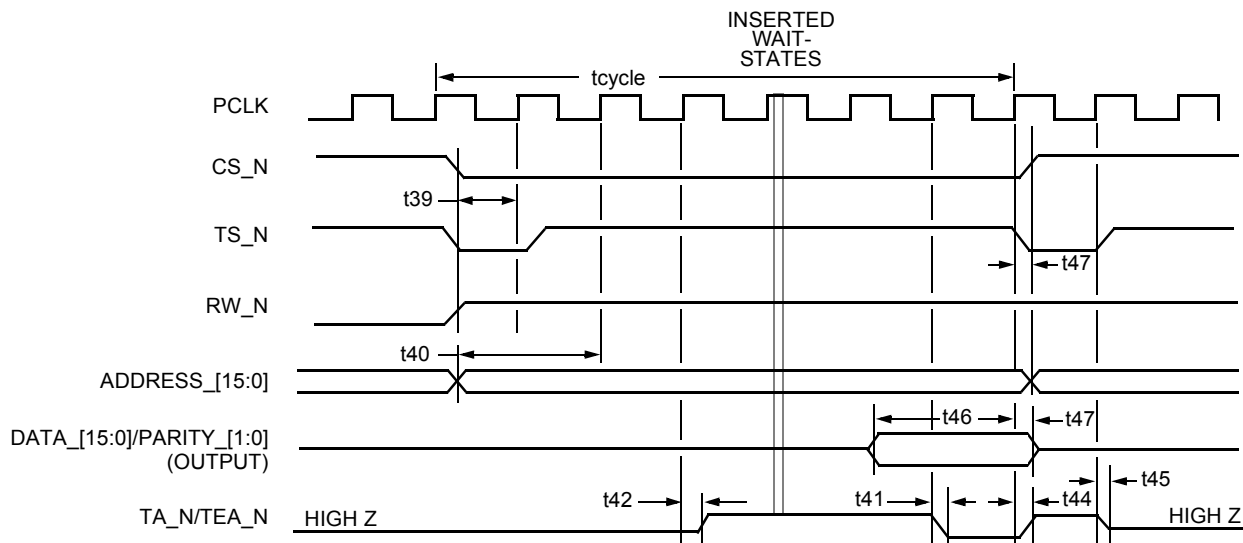 INSERTED
WAIT-
STATES
tcycle
PCLK
CS_N
t39
TS_N
t47
RW_N
t40
ADDRESS_[15:0]
t46
t47
DATA_[15:0]/PARITY_[1:0]
(OUTPUT)
t45
t42
t41
t44
TA_N/TEA_N
HIGH Z
HIGH Z